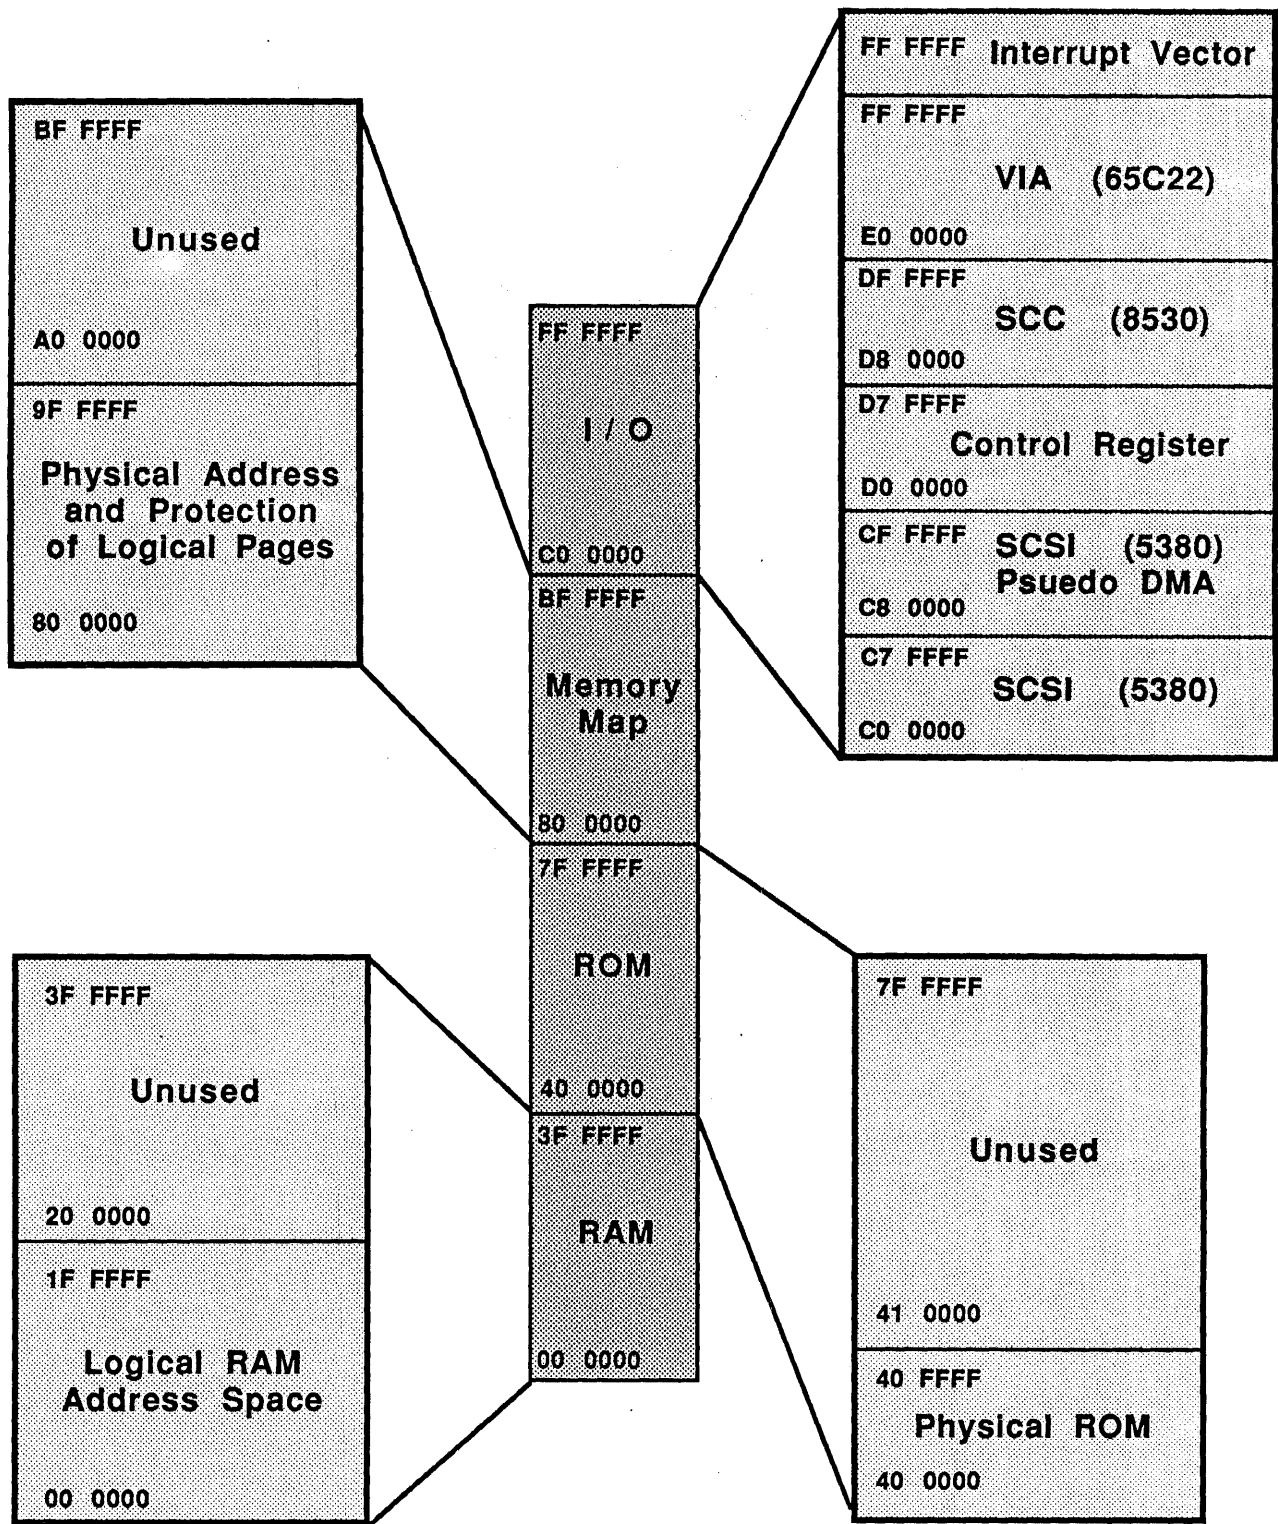 BF FFFF
Unused
A0 0000
9F FFFF
Physical Address
and Protection
of Logical Pages
80 0000
3F FFFF
Unused
20 0000
1F FFFF
Logical RAM
Address Space
00 0000
FF FFFF
I / O
C0 0000
BF FFFF
Memory
Map
80 0000
7F FFFF
ROM
40 0000
3F FFFF
RAM
00 0000
FF FFFF Interrupt Vector
FF FFFF
VIA (65C22)
E0 0000
DF FFFF
SCC (8530)
D8 0000
D7 FFFF
Control Register
D0 0000
CF FFFF SCSI (5380)
Psuedo DMA
C8 0000
C7 FFFF
SCSI (5380)
C0 0000
7F FFFF
Unused
41 0000
40 FFFF
Physical ROM
40 0000